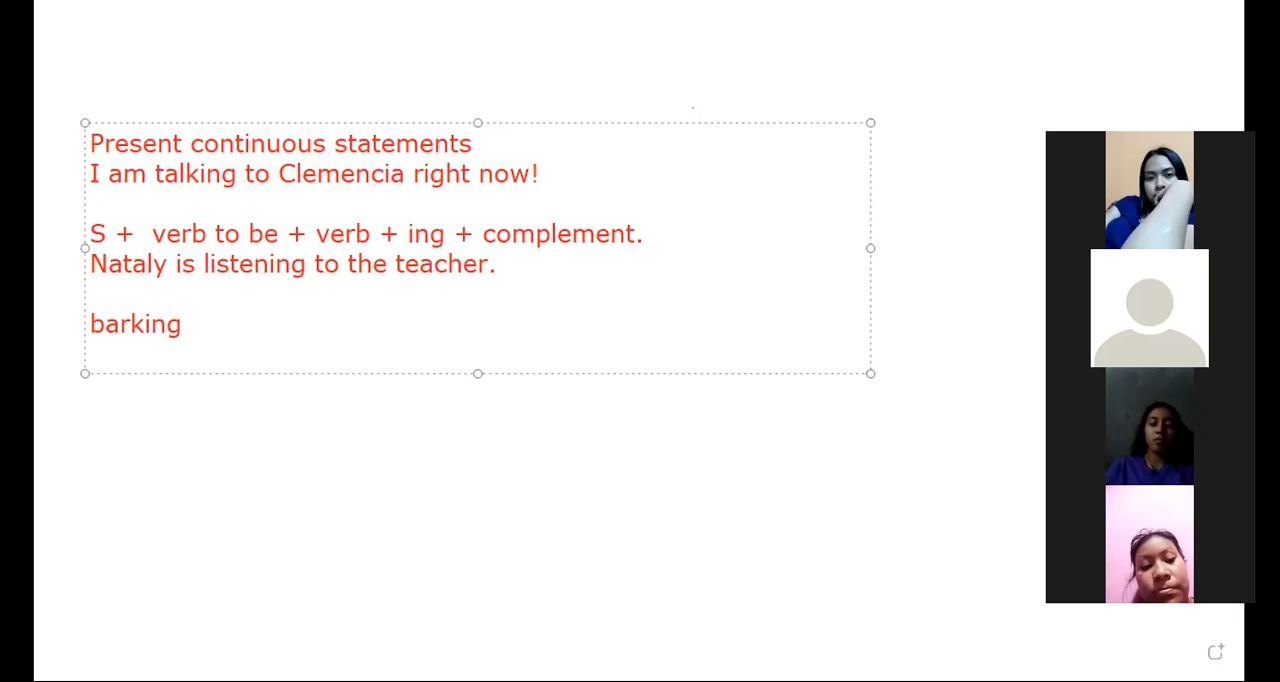 Present continuous statements
I am talking to Clemencia right now!
S + verb to be + verb + ing + complement.
Nataly is listening to the teacher.
barking